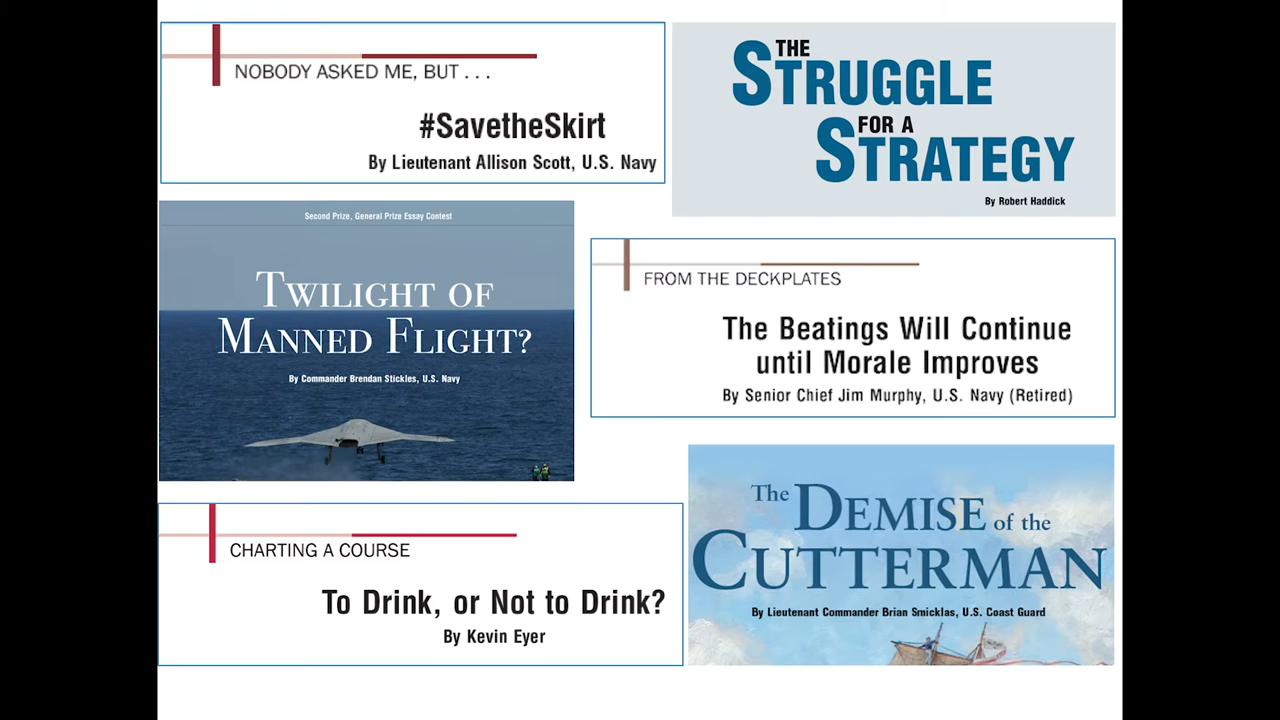 NOBODY ASKED ME, BUT . . .
#SavetheSkirt
By Lieutenant Allison Scott, U.S. Navy
THE
STRUGGLE
FOR A
STRATEGY
By Robert Haddick
Second Prize, General Prize Essay Contest
TWILIGHT OF
MANNED FLIGHT?
By Commander Brendan Stickles, U.S. Navy
FROM THE DECKPLATES
The Beatings Will Continue
until Morale Improves
By Senior Chief Jim Murphy, U.S. Navy (Retired)
CHARTING A COURSE
To Drink, or Not to Drink?
By Kevin Eyer
The DEMISE of the
CUTTERMAN
By Lieutenant Commander Brian Smicklas, U.S. Coast Guard